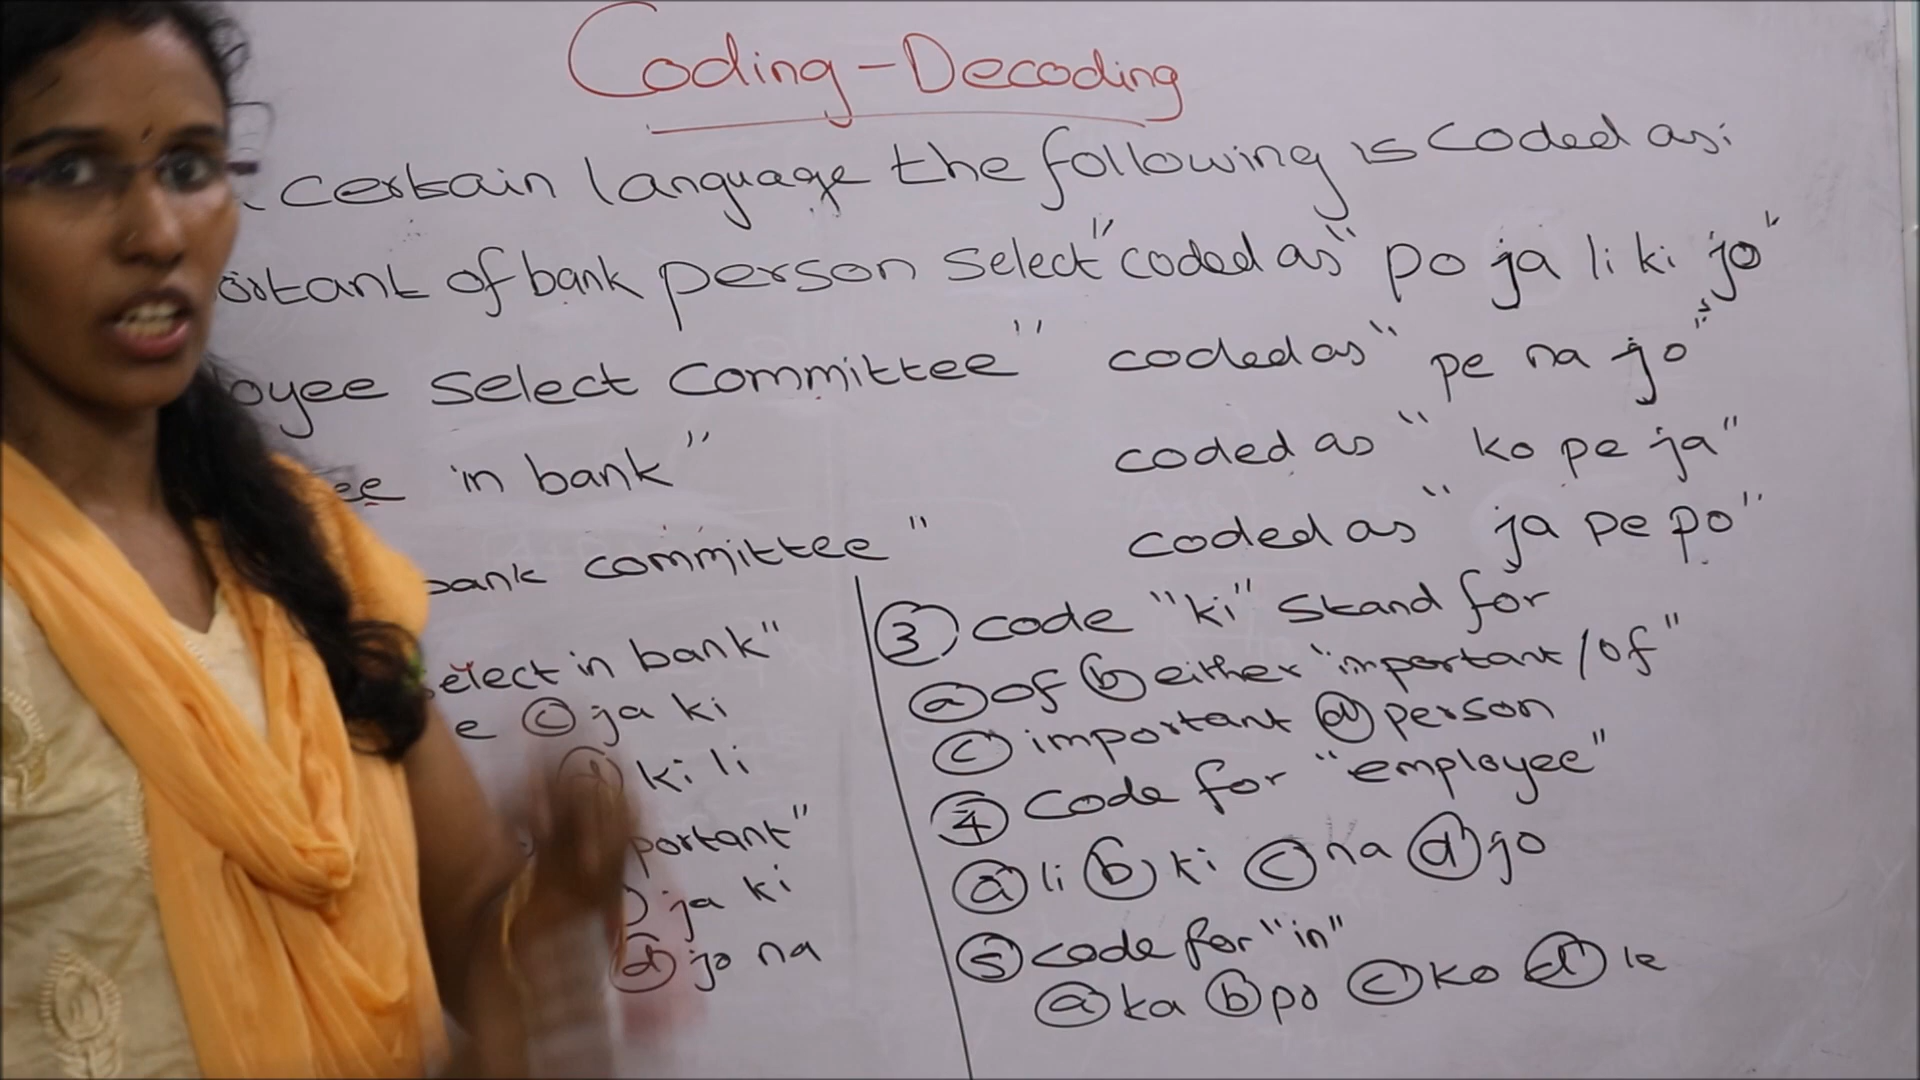 Coding-Decoding
certain language the following is coded as:
ortant of bank person select" coded as "po ja li ki jo"
oyee select committee" coded as "pe na jo"
ee in bank" coded as "ko pe ja"
bank committee" coded as "ja pe po"
select in bank"
e (c) ja ki
(d) ki li
portant"
) ja ki
(d) jo na
(3) code "ki" stand for
(a) of (b) either "important/of"
(c) important (d) person
(4) code for "employee"
(a) li (b) ki (c) na (d) jo
(5) code for "in"
(a) ka (b) po (c) ko (d) le